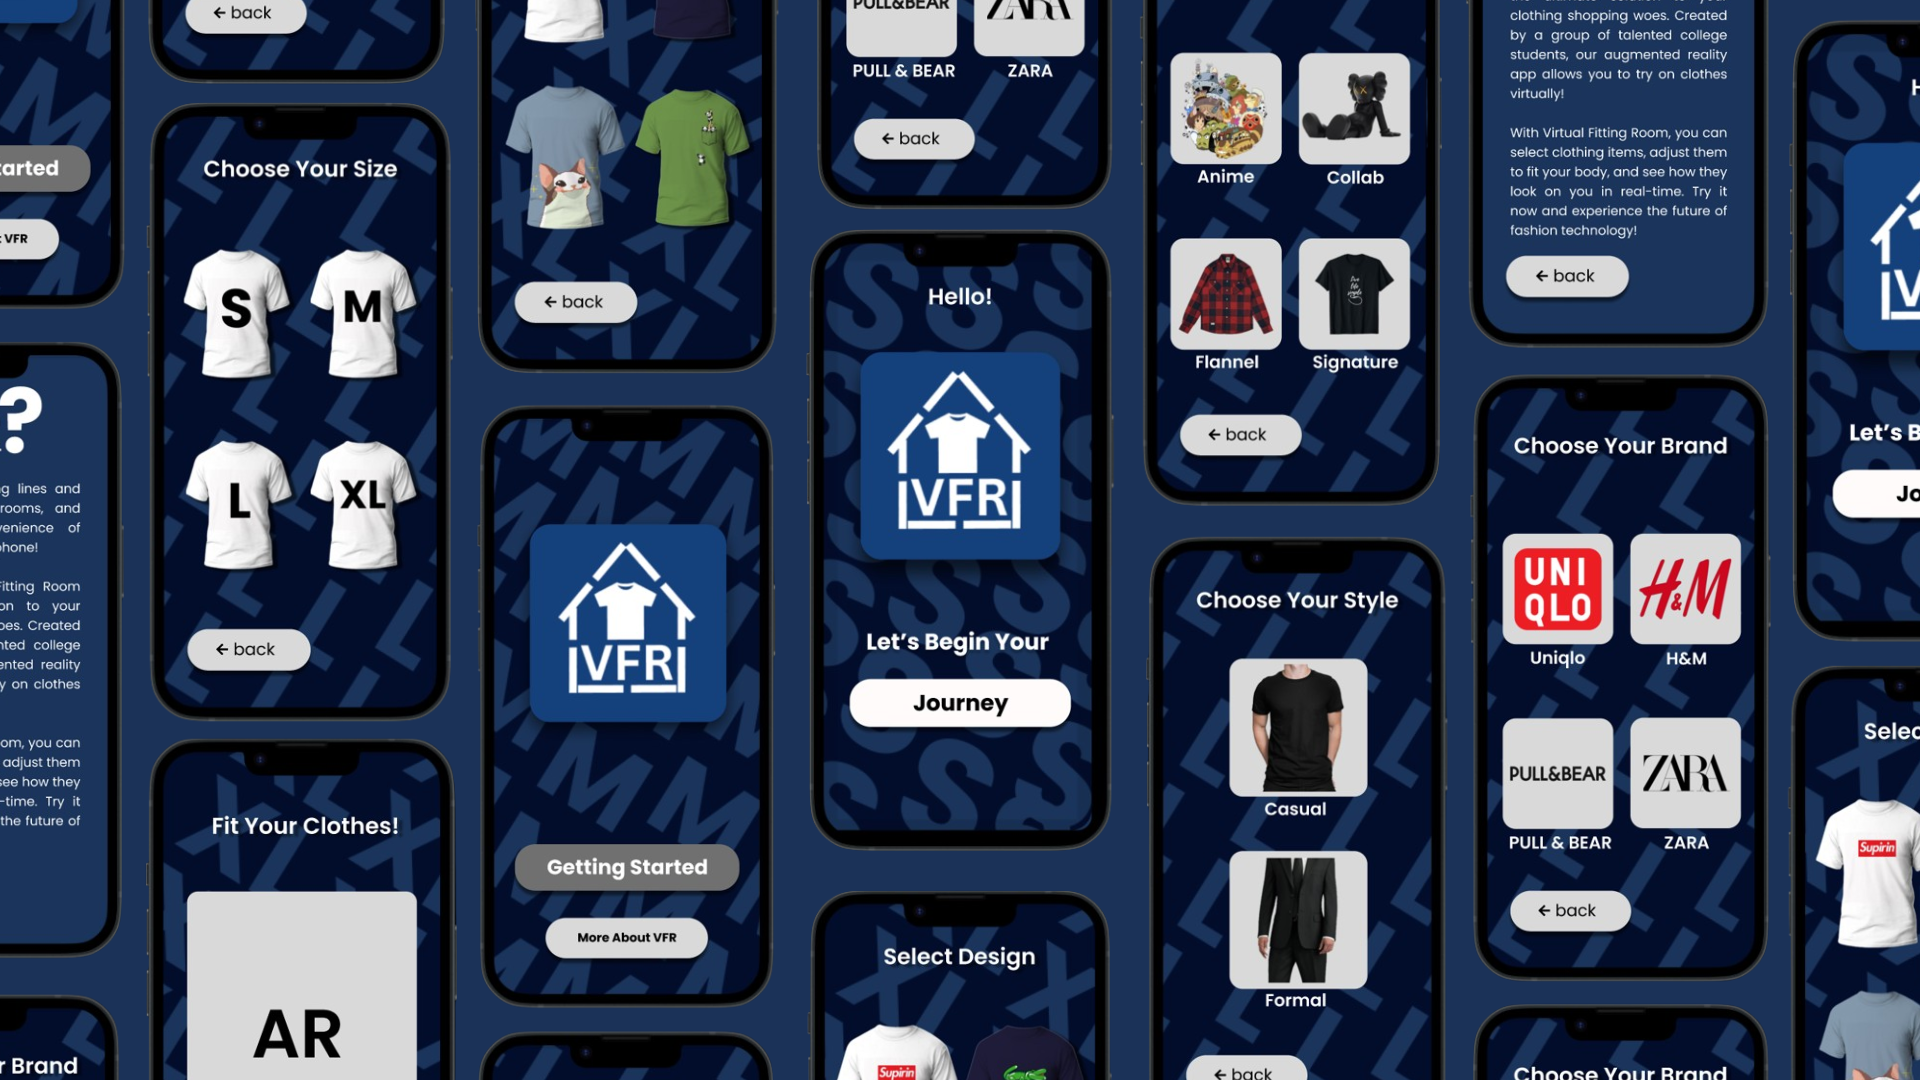 tarted
t VFR
?
g lines and
rooms, and
venience of
phone!
Fitting Room
on to your
oes. Created
nted college
ented reality
y on clothes
om, you can
adjust them
see how they
-time. Try it
the future of
r Brand
← back
Choose Your Size
S
M
L
XL
← back
Fit Your Clothes!
AR
← back
VFR
Getting Started
More About VFR
PULL&BEAR
ZARA
PULL & BEAR
ZARA
← back
Hello!
VFR
Let's Begin Your
Journey
Select Design
Supirin
Anime
Collab
Flannel
Signature
← back
Choose Your Style
Casual
Formal
← back
the ultimate solution to your
clothing shopping woes. Created
by a group of talented college
students, our augmented reality
app allows you to try on clothes
virtually!
With Virtual Fitting Room, you can
select clothing items, adjust them
to fit your body, and see how they
look on you in real-time. Try it
now and experience the future of
fashion technology!
← back
Choose Your Brand
UNI
QLO
H&M
Uniqlo
H&M
PULL&BEAR
ZARA
PULL & BEAR
ZARA
← back
Choose Your Brand
H
V
Let's B
Jo
Selec
Supirin